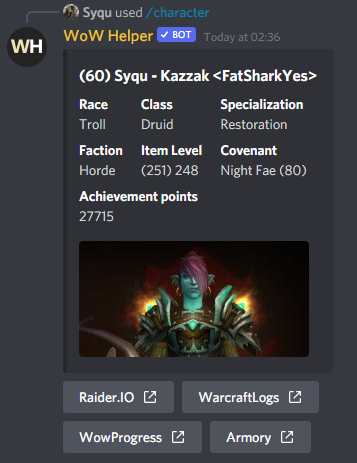 Syqu used /character
WH
WoW Helper ✓ BOT Today at 02:36
(60) Syqu - Kazzak <FatSharkYes>
Race Class Specialization
Troll Druid Restoration
Faction Item Level Covenant
Horde (251) 248 Night Fae (80)
Achievement points
27715
Raider.IO WarcraftLogs
WowProgress Armory